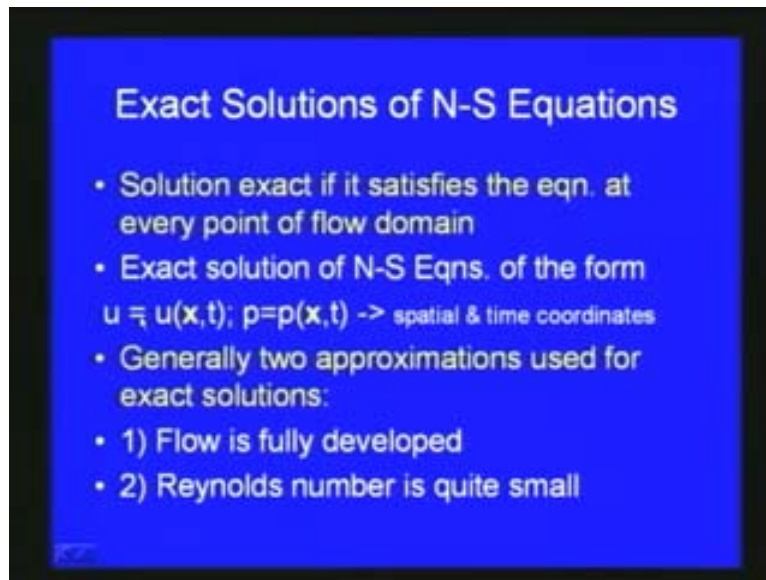 Exact Solutions of N-S Equations
• Solution exact if it satisfies the eqn. at
every point of flow domain
• Exact solution of N-S Eqns. of the form
u = u(x,t); p=p(x,t) -> spatial & time coordinates
• Generally two approximations used for
exact solutions:
• 1) Flow is fully developed
• 2) Reynolds number is quite small